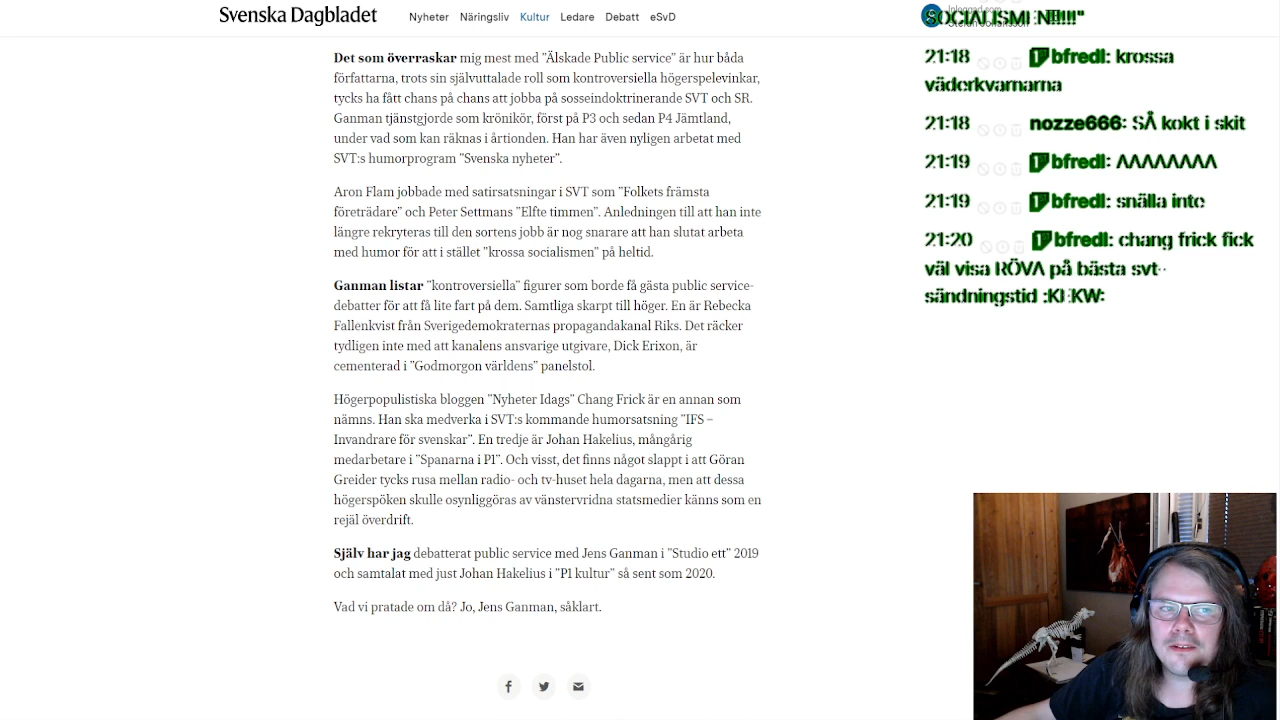 Svenska Dagbladet
Nyheter Näringsliv Kultur Ledare Debatt eSvD
Det som överraskar mig mest med ”Älskade Public service” är hur båda
författarna, trots sin självuttalade roll som kontroversiella högerspelevinkar,
tycks ha fått chans på chans att jobba på sosseindoktrinerande SVT och SR.
Ganman tjänstgjorde som krönikör, först på P3 och sedan P4 Jämtland,
under vad som kan räknas i årtionden. Han har även nyligen arbetat med
SVT:s humorprogram ”Svenska nyheter”.
Aron Flam jobbade med satirsatsningar i SVT som ”Folkets främsta
företrädare” och Peter Settmans ”Elfte timmen”. Anledningen till att han inte
längre rekryteras till den sortens jobb är nog snarare att han slutat arbeta
med humor för att i stället ”krossa socialismen” på heltid.
Ganman listar ”kontroversiella” figurer som borde få gästa public service-
debatter för att få lite fart på dem. Samtliga skarpt till höger. En är Rebecka
Fallenkvist från Sverigedemokraternas propagandakanal Riks. Det räcker
tydligen inte med att kanalens ansvarige utgivare, Dick Erixon, är
cementerad i ”Godmorgon världens” panelstol.
Högerpopulistiska bloggen ”Nyheter Idags” Chang Frick är en annan som
nämns. Han ska medverka i SVT:s kommande humorsatsning ”IFS –
Invandrare för svenskar”. En tredje är Johan Hakelius, mångårig
medarbetare i ”Spanarna i P1”. Och visst, det finns något slappt i att Göran
Greider tycks rusa mellan radio- och tv-huset hela dagarna, men att dessa
högerspöken skulle osynliggöras av vänstervridna statsmedier känns som en
rejäl överdrift.
Själv har jag debatterat public service med Jens Ganman i ”Studio ett” 2019
och samtalat med just Johan Hakelius i ”P1 kultur” så sent som 2020.
Vad vi pratade om då? Jo, Jens Ganman, såklart.
21:18 bfredl: krossa
väderkvarnarna
21:18 nozze666: SÅ kokt i skit
21:19 bfredl: ΛΛΛΛΛΛΛΛ
21:19 bfredl: snälla inte
21:20 bfredl: chang frick fick
väl visa RÖVA på bästa svt-
sändningstid